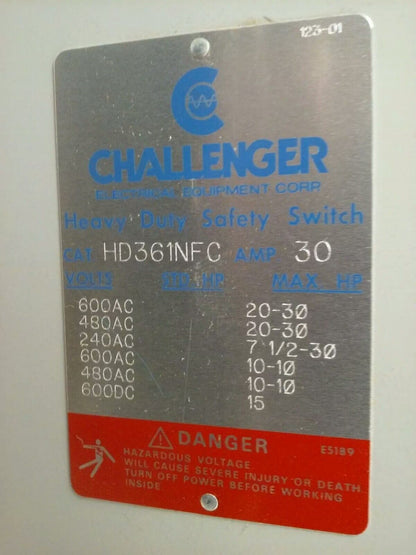 123-01
CHALLENGER
ELECTRICAL EQUIPMENT CORP
Heavy Duty Safety Switch
CAT HD361NFC AMP 30
VOLTS STD HP MAX HP
600AC 20-30
480AC 20-30
240AC 7 1/2-30
600AC 10-10
480AC 10-10
600DC 15
DANGER E5189
HAZARDOUS VOLTAGE
WILL CAUSE SEVERE INJURY OR DEATH
TURN OFF POWER BEFORE WORKING
INSIDE.